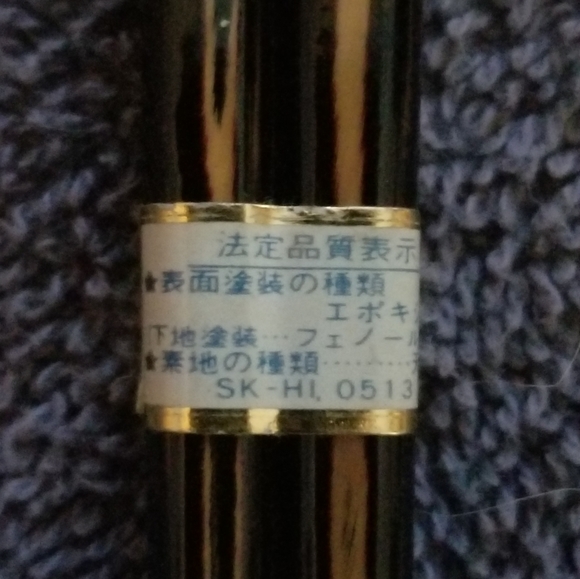 法定品質表示
★表面塗装の種類
エポキ
下地塗装…フェノール
★素地の種類………
SK-HI. 0513